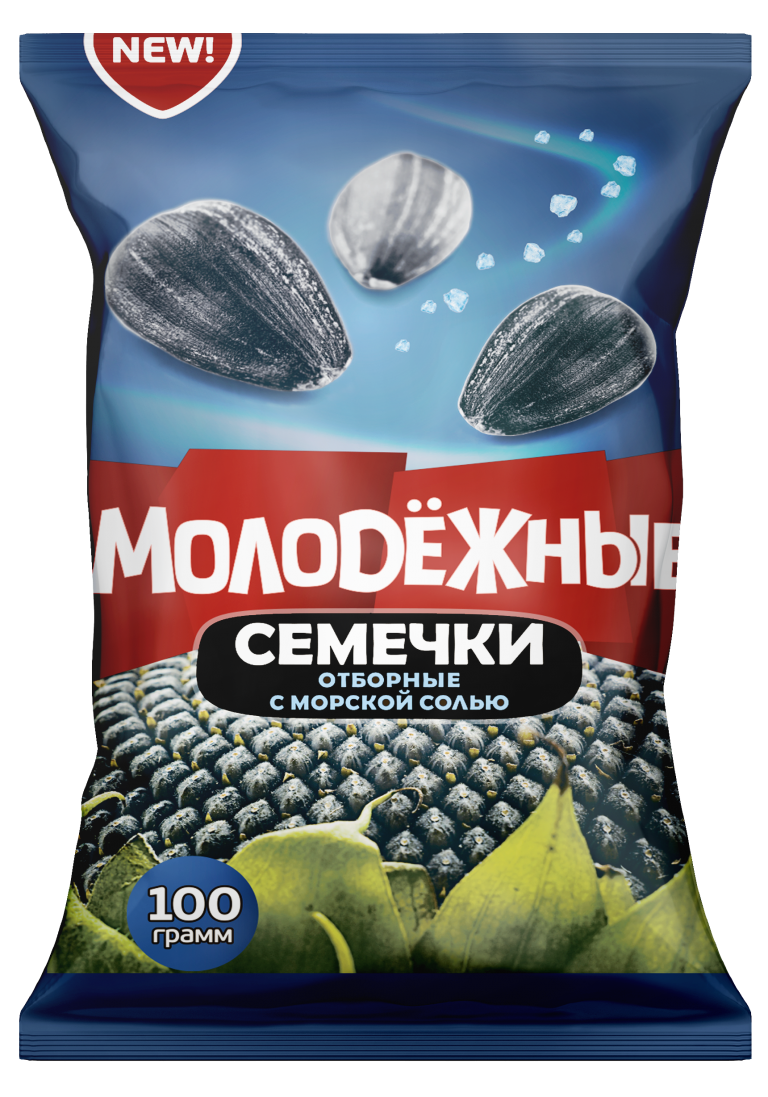 NEW!
МОЛОДЁЖНЫЕ
СЕМЕЧКИ
ОТБОРНЫЕ
С МОРСКОЙ СОЛЬЮ
100
грамм